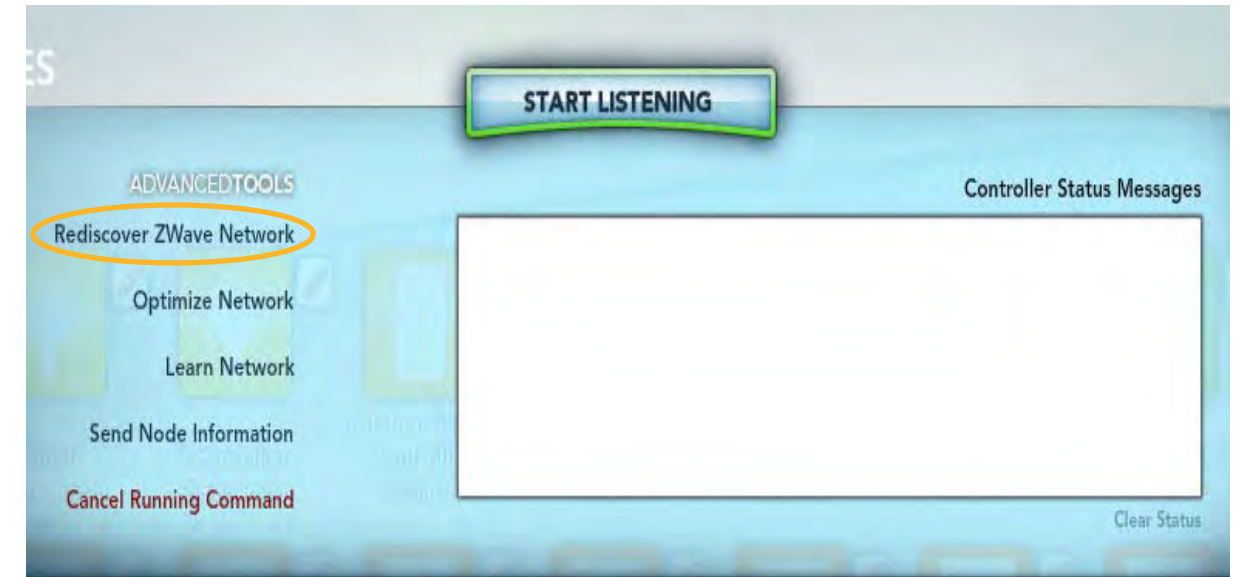 ES
START LISTENING
ADVANCEDTOOLS
Rediscover ZWave Network
Optimize Network
Learn Network
Send Node Information
Cancel Running Command
Controller Status Messages
Clear Status